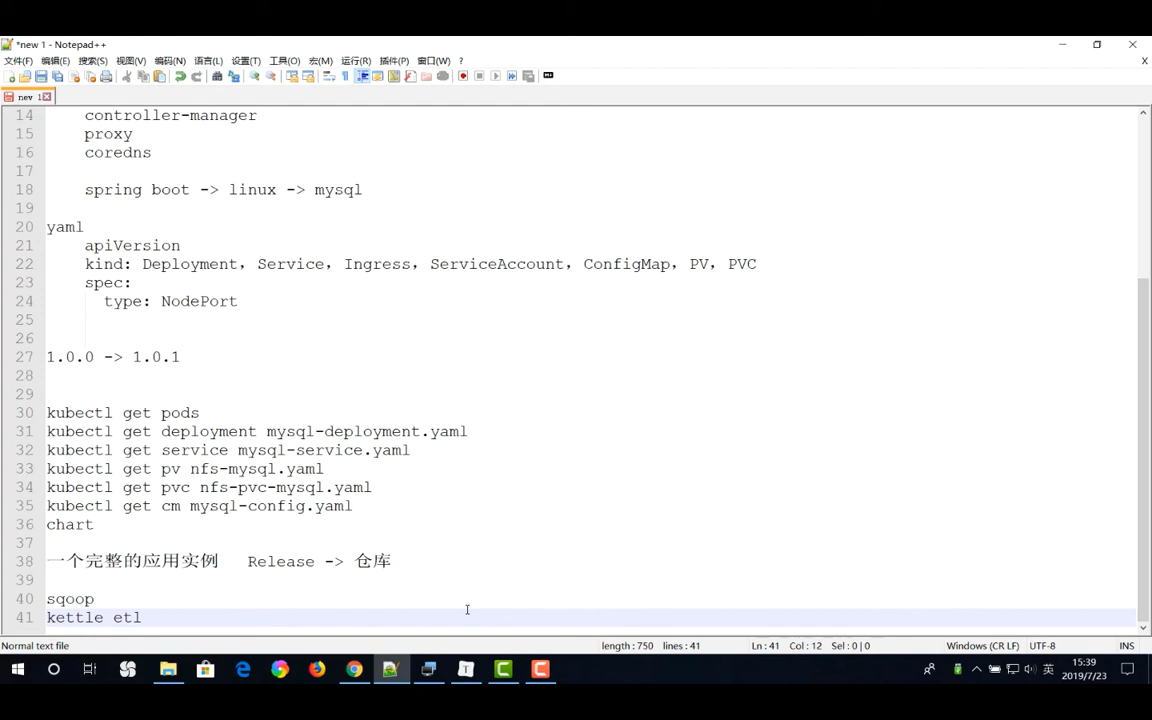 *new 1 - Notepad++
文件(F) 编辑(E) 搜索(S) 视图(V) 编码(N) 语言(L) 设置(T) 工具(O) 宏(M) 运行(R) 插件(P) 窗口(W) ?
X
new 1
14 controller-manager
15 proxy
16 coredns
17
18 spring boot -> linux -> mysql
19
20 yaml
21 apiVersion
22 kind: Deployment，Service，Ingress，ServiceAccount，ConfigMap，PV，PVC
23 spec:
24 type: NodePort
25
26
27 1.0.0 -> 1.0.1
28
29
30 kubectl get pods
31 kubectl get deployment mysql-deployment.yaml
32 kubectl get service mysql-service.yaml
33 kubectl get pv nfs-mysql.yaml
34 kubectl get pvc nfs-pvc-mysql.yaml
35 kubectl get cm mysql-config.yaml
36 chart
37
38 一个完整的应用实例 Release -> 仓库
39
40 sqoop
41 kettle etl
Normal text file length : 750 lines : 41 Ln : 41 Col : 12 Sel : 0 | 0 Windows (CR LF) UTF-8 INS
英 15:39
2019/7/23